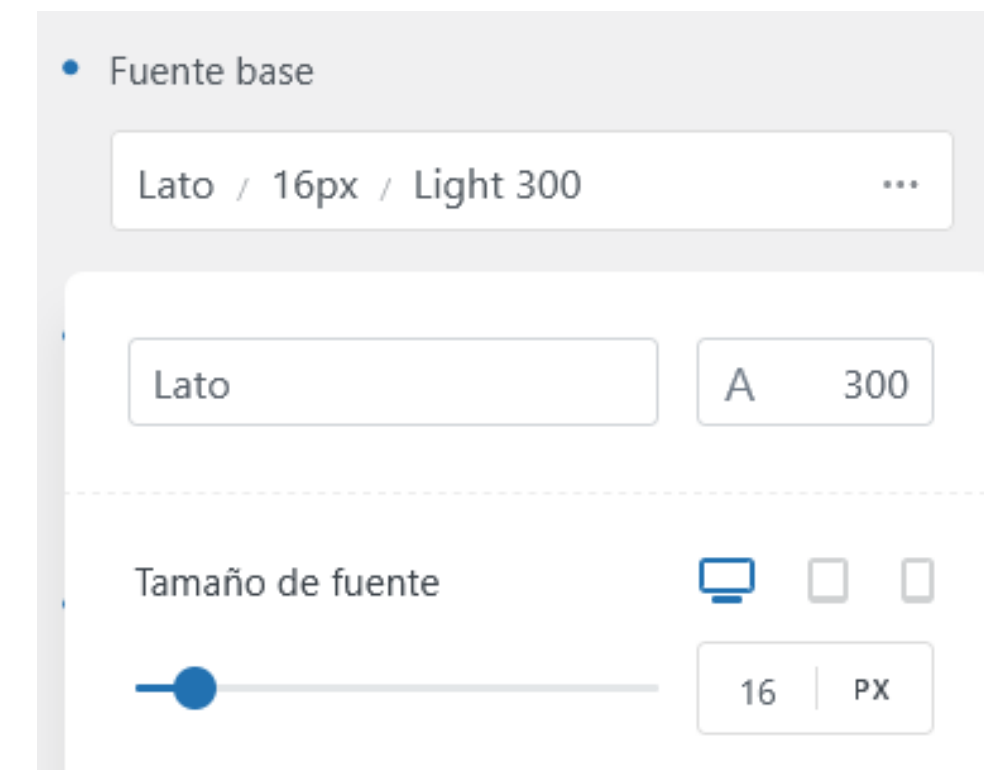 Fuente base
Lato / 16px / Light 300 •••
Lato
A 300
Tamaño de fuente
16 PX